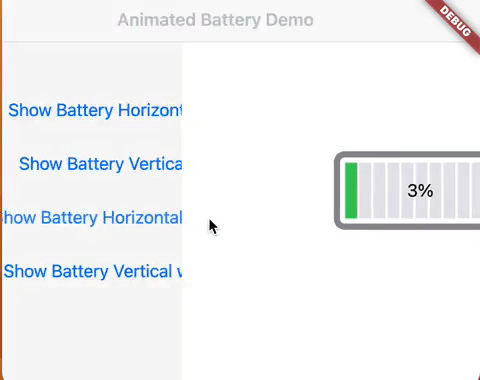 Animated Battery Demo
DEBUG
Show Battery Horizont
Show Battery Vertica
3%
how Battery Horizontal
Show Battery Vertical w